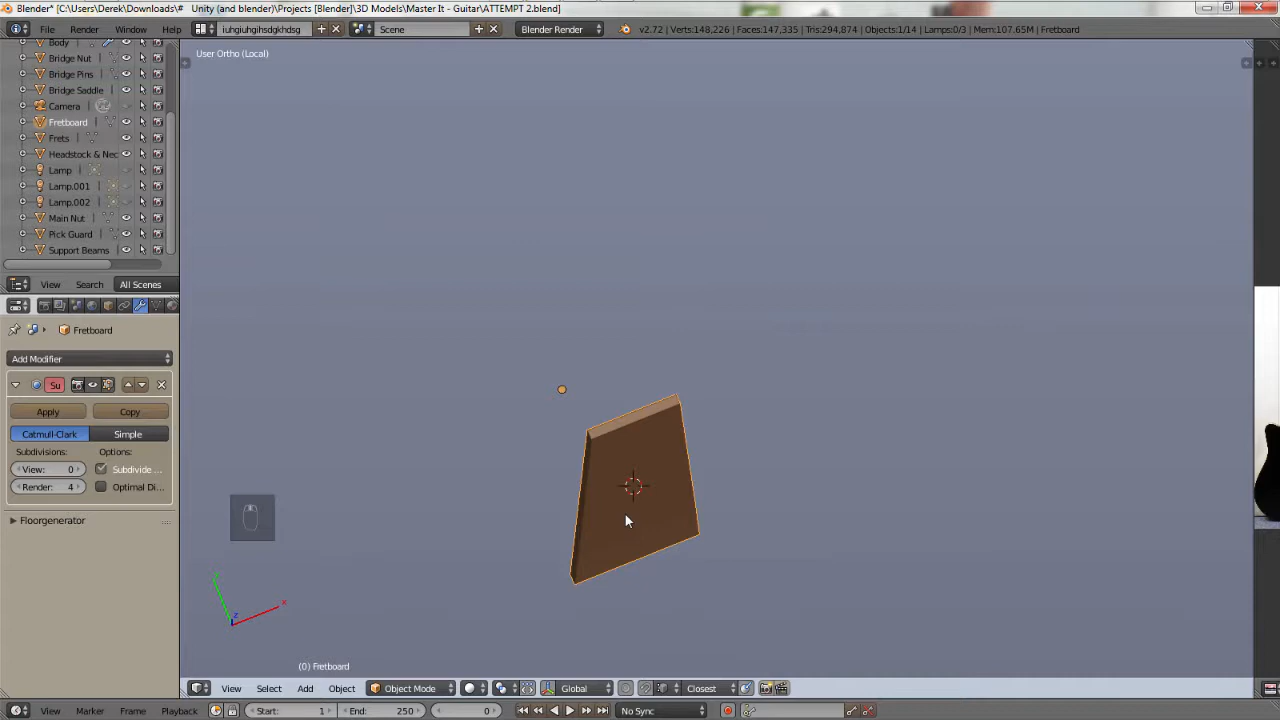 Blender* [C:\Users\Derek\Downloads\# Unity (and blender)\Projects [Blender]\3D Models\Master It - Guitar\ATTEMPT 2.blend]
File Render Window Help iuhgiuhgihsdgkhdsg Scene Blender Render v2.72 | Verts:148,226 | Faces:147,335 | Tris:294,874 | Objects:1/14 | Lamps:0/3 | Mem:107.65M | Fretboard
User Ortho (Local)
Body
Bridge Nut
Bridge Pins
Bridge Saddle
Camera
Fretboard
Frets
Headstock & Nec
Lamp
Lamp.001
Lamp.002
Main Nut
Pick Guard
Support Beams
View Search All Scenes
Fretboard
Add Modifier
Su
Apply Copy
Catmull-Clark Simple
Subdivisions: Options:
View: 0 Subdivide ...
Render: 4 Optimal Di...
Floorgenerator
x
z
(0) Fretboard
View Select Add Object Object Mode Global Closest
View Marker Frame Playback Start: 1 End: 250 0 No Sync